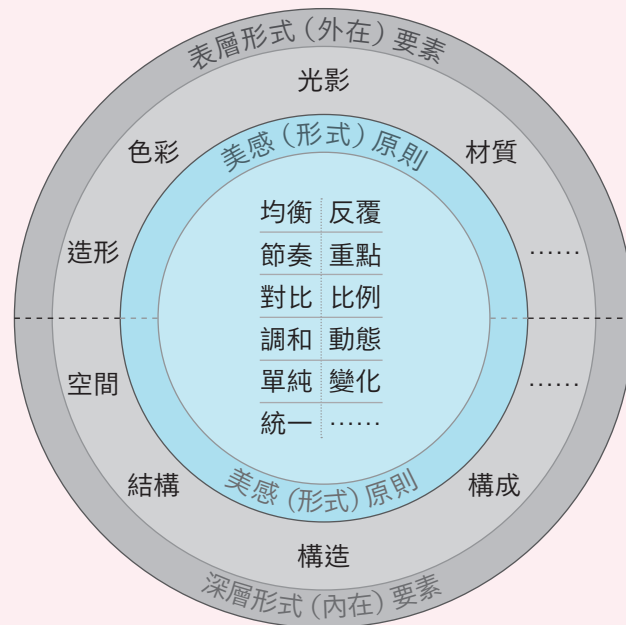 表層形式(外在)要素
光影
色彩
材質
美感(形式)原則
造形
……
均衡 反覆
節奏 重點
對比 比例
調和 動態
單純 變化
統一 ……
空間
……
結構
構成
美感(形式)原則
構造
深層形式(內在)要素